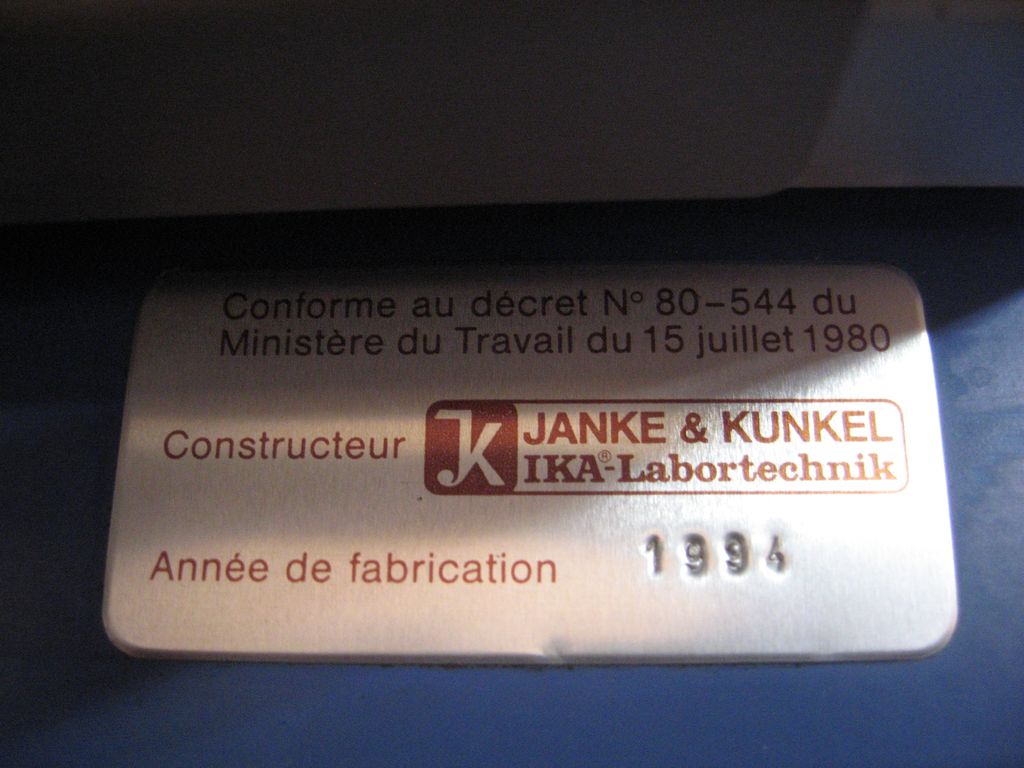 Conforme au décret N° 80-544 du
Ministère du Travail du 15 juillet 1980
Constructeur JK JANKE & KUNKEL
IKA®-Labortechnik
Année de fabrication 1994